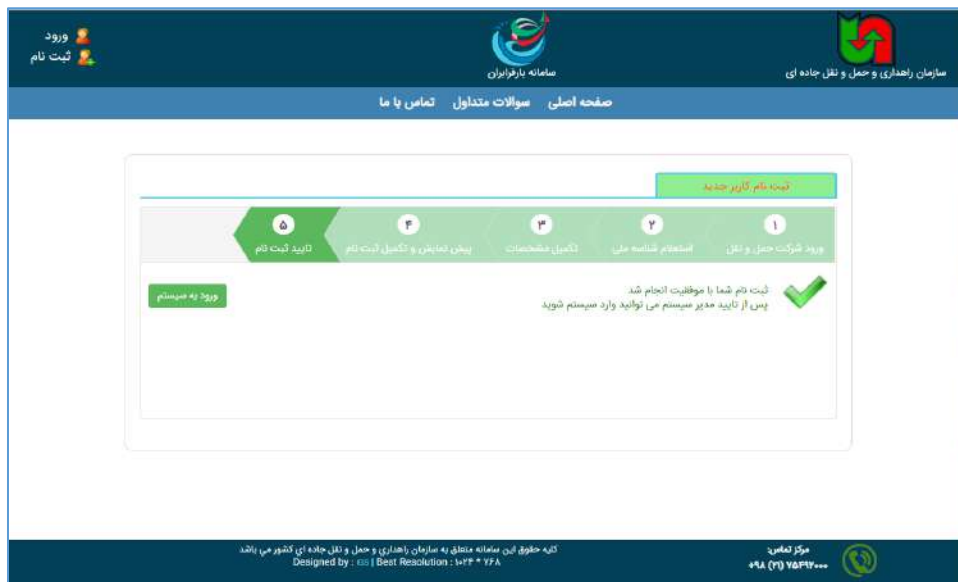 سازمان راهداری و حمل و نقل جاده ای
سامانه بارفرابران
ورود
ثبت نام
صفحه اصلی سوالات متداول تماس با ما
ثبت نام کاربر جدید
۱ ۲ ۳ ۴ ۵
ورود شرکت حمل و نقل استعلام شناسه ملی تکمیل مشخصات پیش نمایش و تکمیل ثبت نام تایید ثبت نام
ثبت نام شما با موفقیت انجام شد
پس از تایید مدیر سیستم می توانید وارد سیستم شوید
ورود به سیستم
مرکز تماس:
+۹۸ (۲۱) ۷۵۴۹۲۰۰۰
کلیه حقوق این سامانه متعلق به سازمان راهداري و حمل و نقل جاده اي کشور مي باشد
Designed by : | Best Resolution : ۱۰۲۴ * ۷۶۸